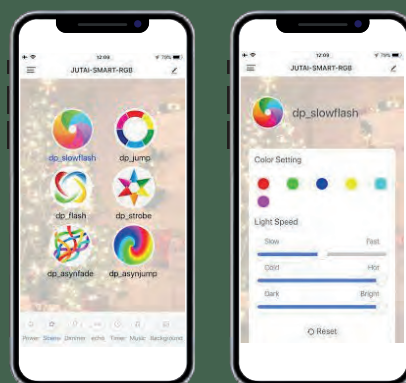 12:09
79%
JUTAI-SMART-RGB
dp_slowflash
dp_jump
dp_flash
dp_strobe
dp_asynfade
dp_asynjump
Power Scene Dimmer echo Timer Music Background
12:09
79%
JUTAI-SMART-RGB
dp_slowflash
Color Setting
Light Speed
Slow Fast
Cold Hot
Dark Bright
Reset